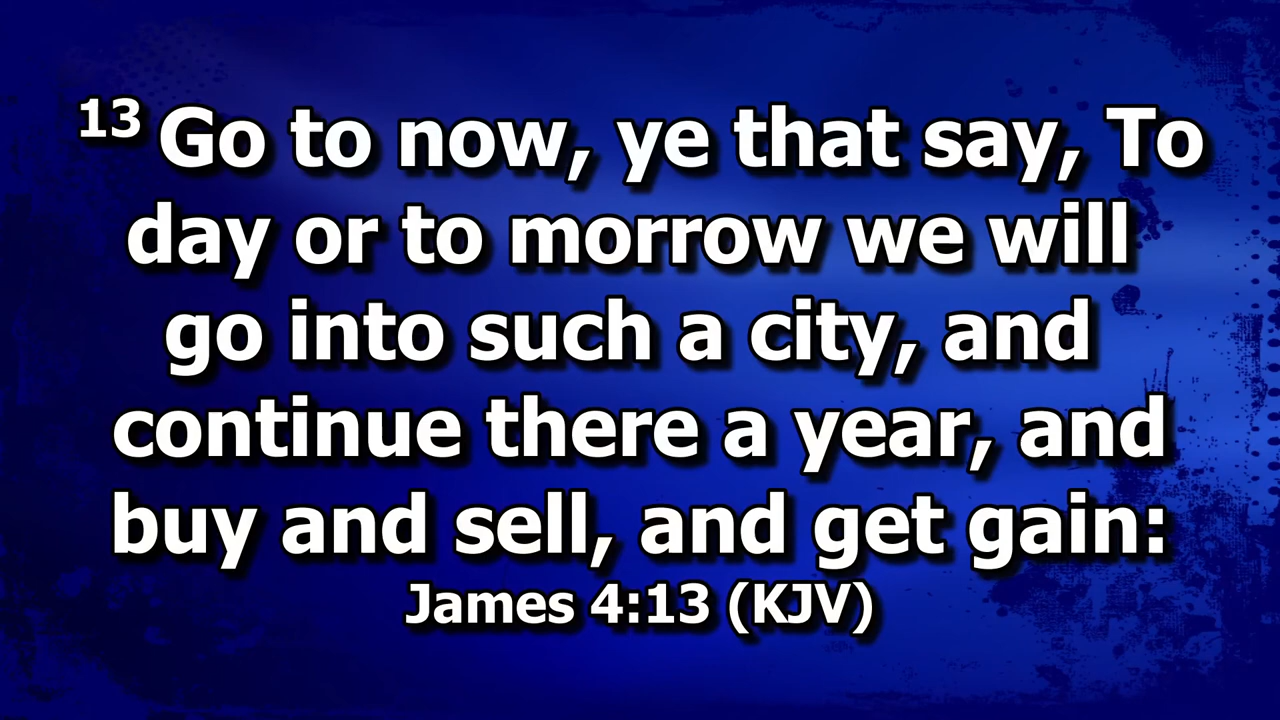 13 Go to now, ye that say, To
day or to morrow we will
go into such a city, and
continue there a year, and
buy and sell, and get gain:
James 4:13 (KJV)